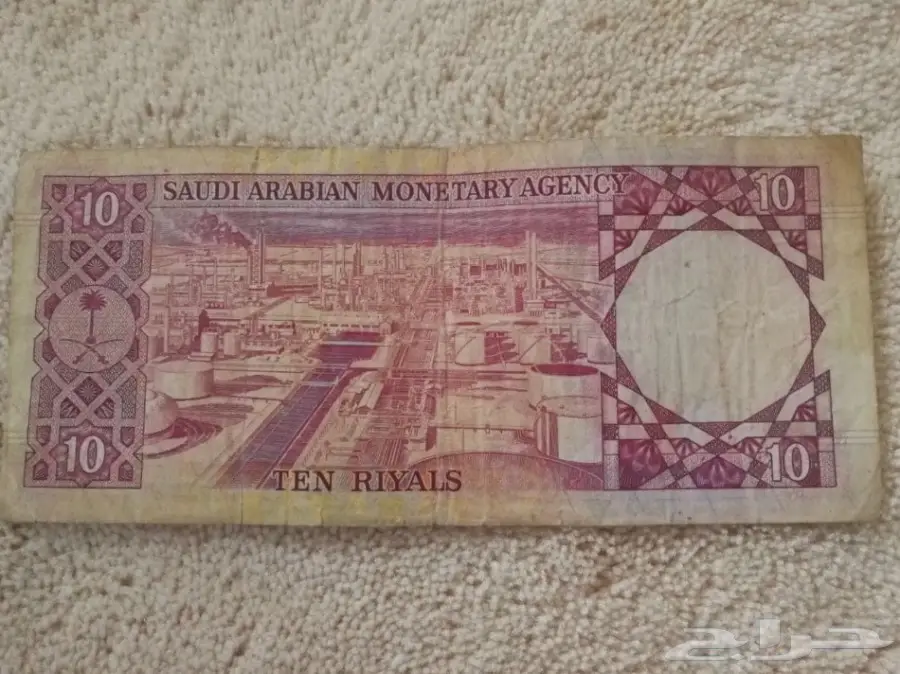 10 SAUDI ARABIAN MONETARY AGENCY 10
10 TEN RIYALS 10
حراج